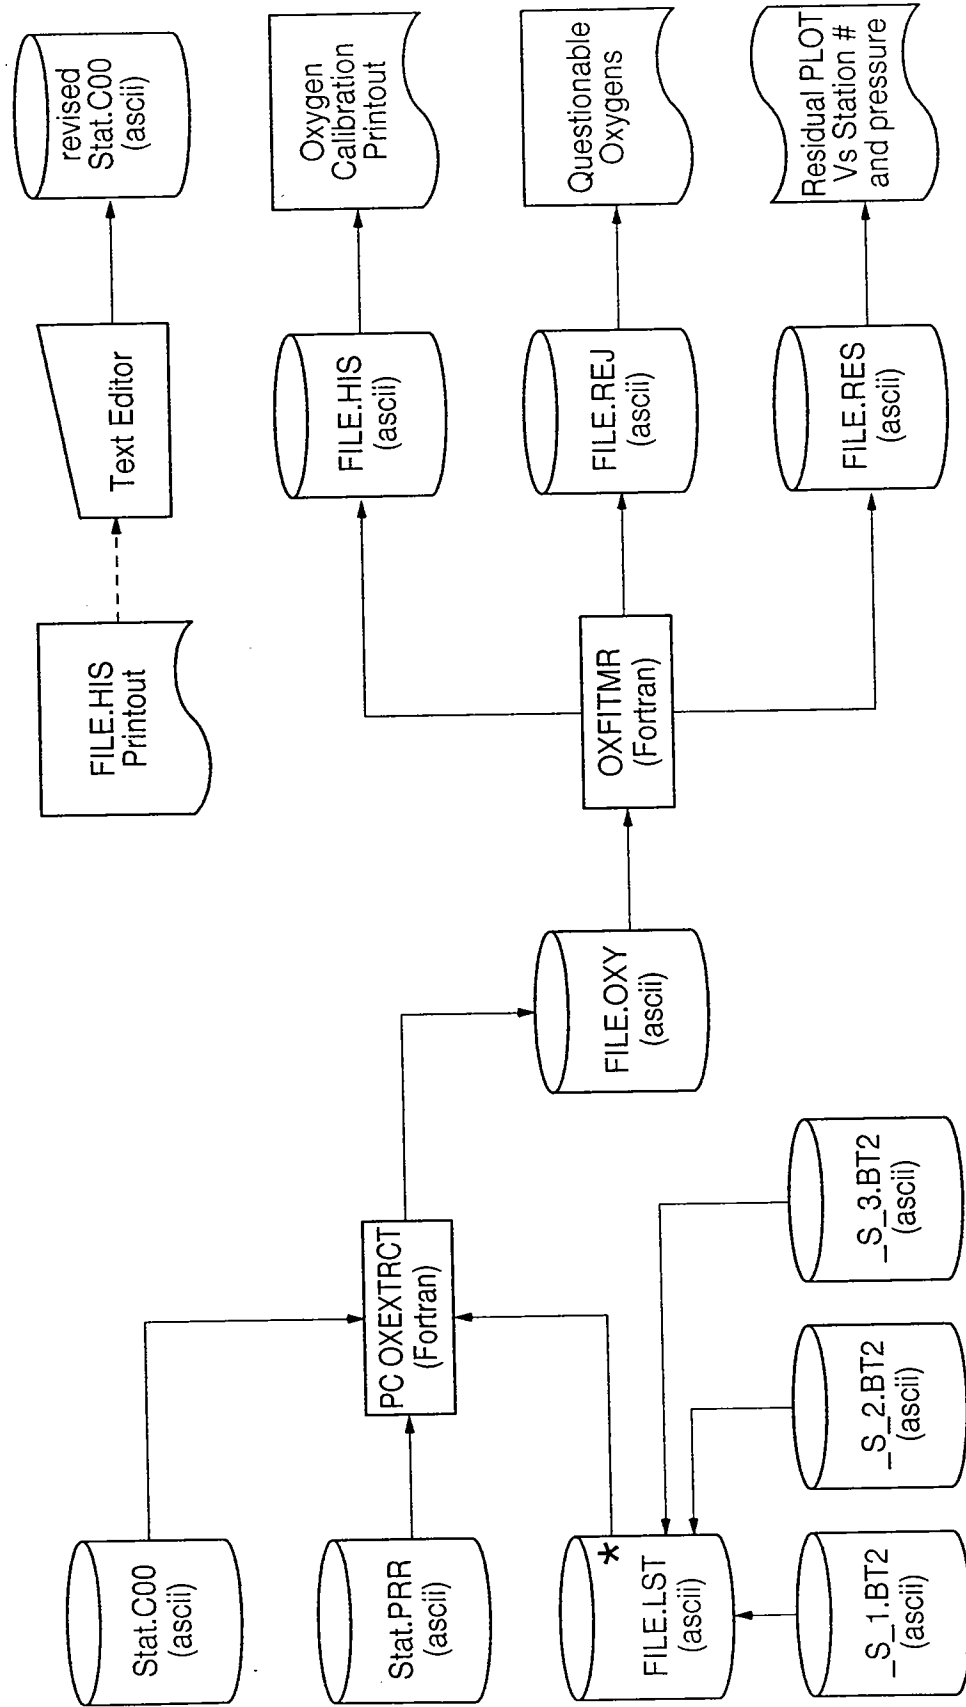 Stat.C00
(ascii)
Stat.PRR
(ascii)
*
FILE.LST
(ascii)
_S_1.BT2
(ascii)
_S_2.BT2
(ascii)
_S_3.BT2
(ascii)
PC OXEXTRCT
(Fortran)
FILE.OXY
(ascii)
OXFITMR
(Fortran)
FILE.HIS
Printout
Text Editor
revised
Stat.C00
(ascii)
FILE.HIS
(ascii)
Oxygen
Calibration
Printout
FILE.REJ
(ascii)
Questionable
Oxygens
FILE.RES
(ascii)
Residual PLOT
Vs Station #
and pressure